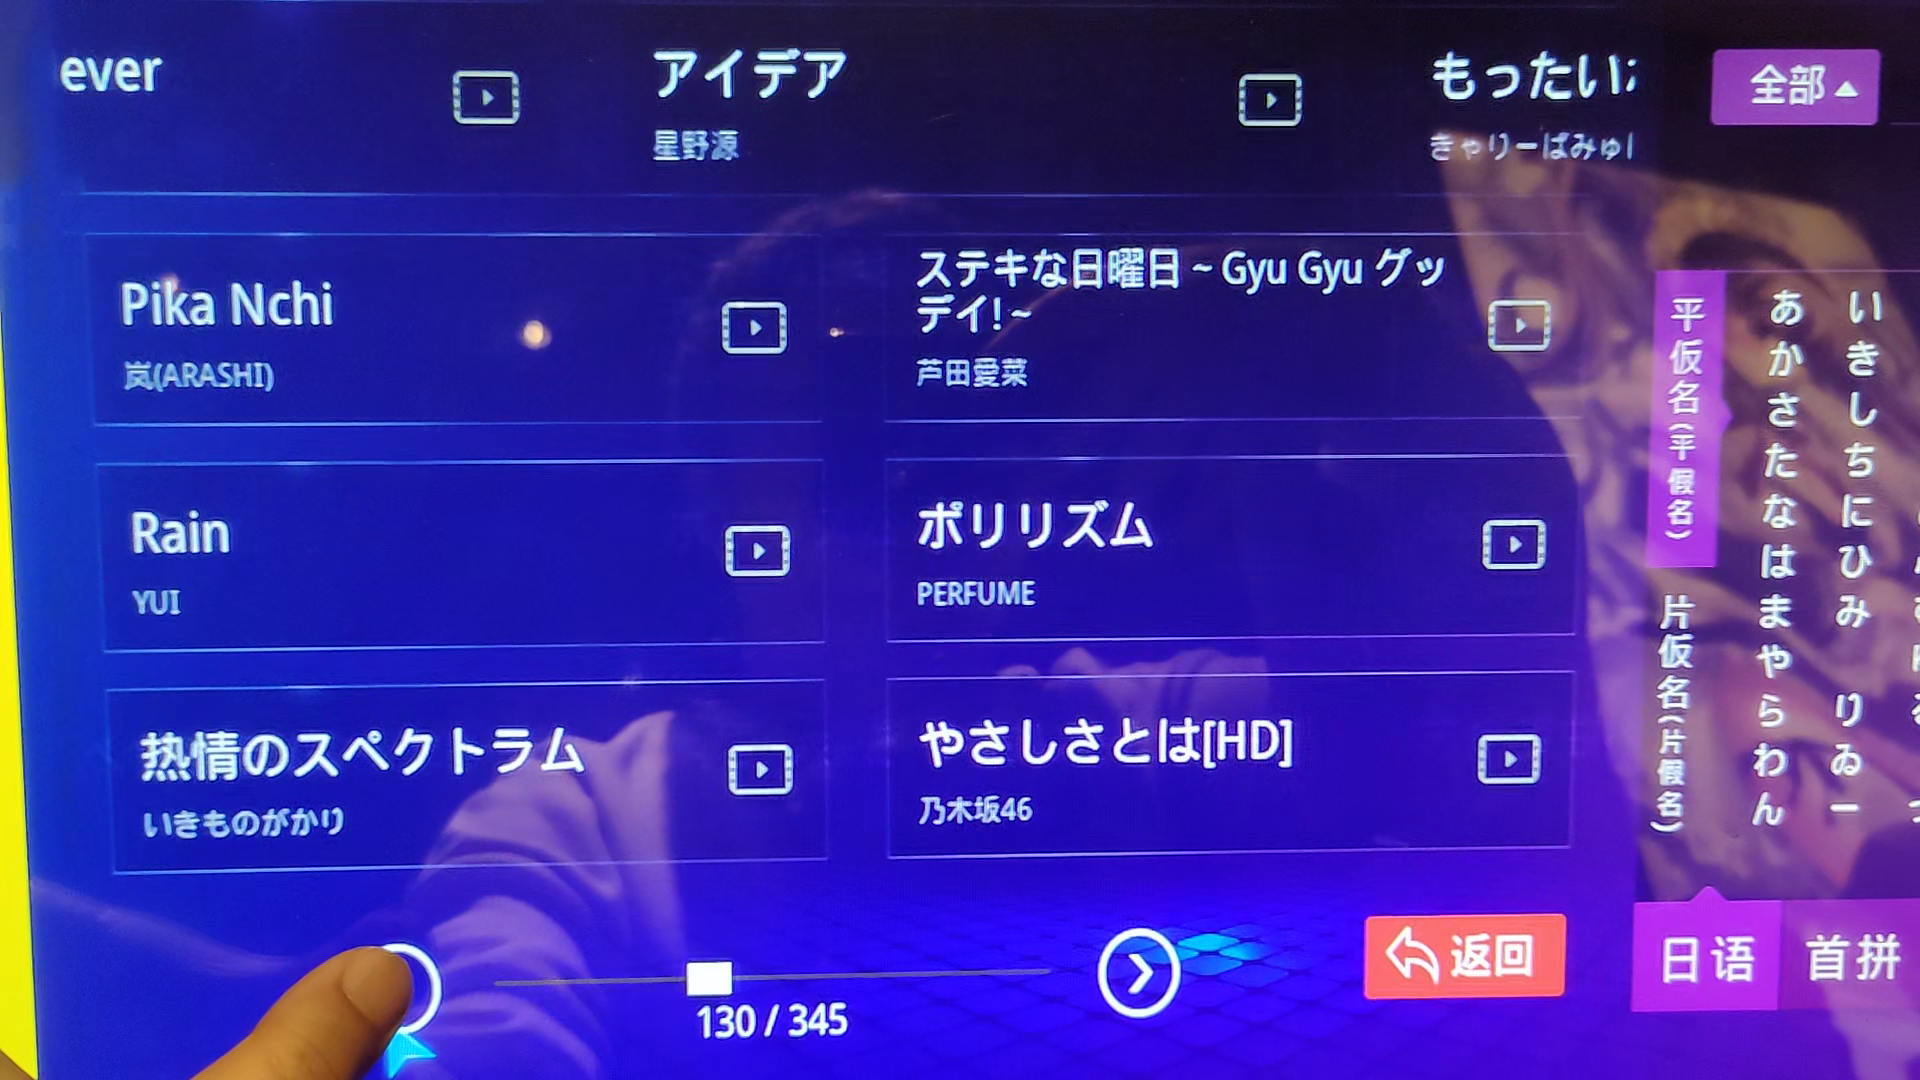 ever
アイデア
星野源
もったい
きゃりーぱみゅ
全部
Pika Nchi
岚(ARASHI)
ステキな日曜日 ~ Gyu Gyu グッ
デイ! ~
芦田愛菜
Rain
YUI
ポリリズム
PERFUME
热情のスペクトラム
いきものがかり
やさしさとは[HD]
乃木坂46
130 / 345
返回
平仮名(平假名)
片仮名(片假名)
あかさたなはまやらわん
いきしちにひみ りゐー
日语
首拼